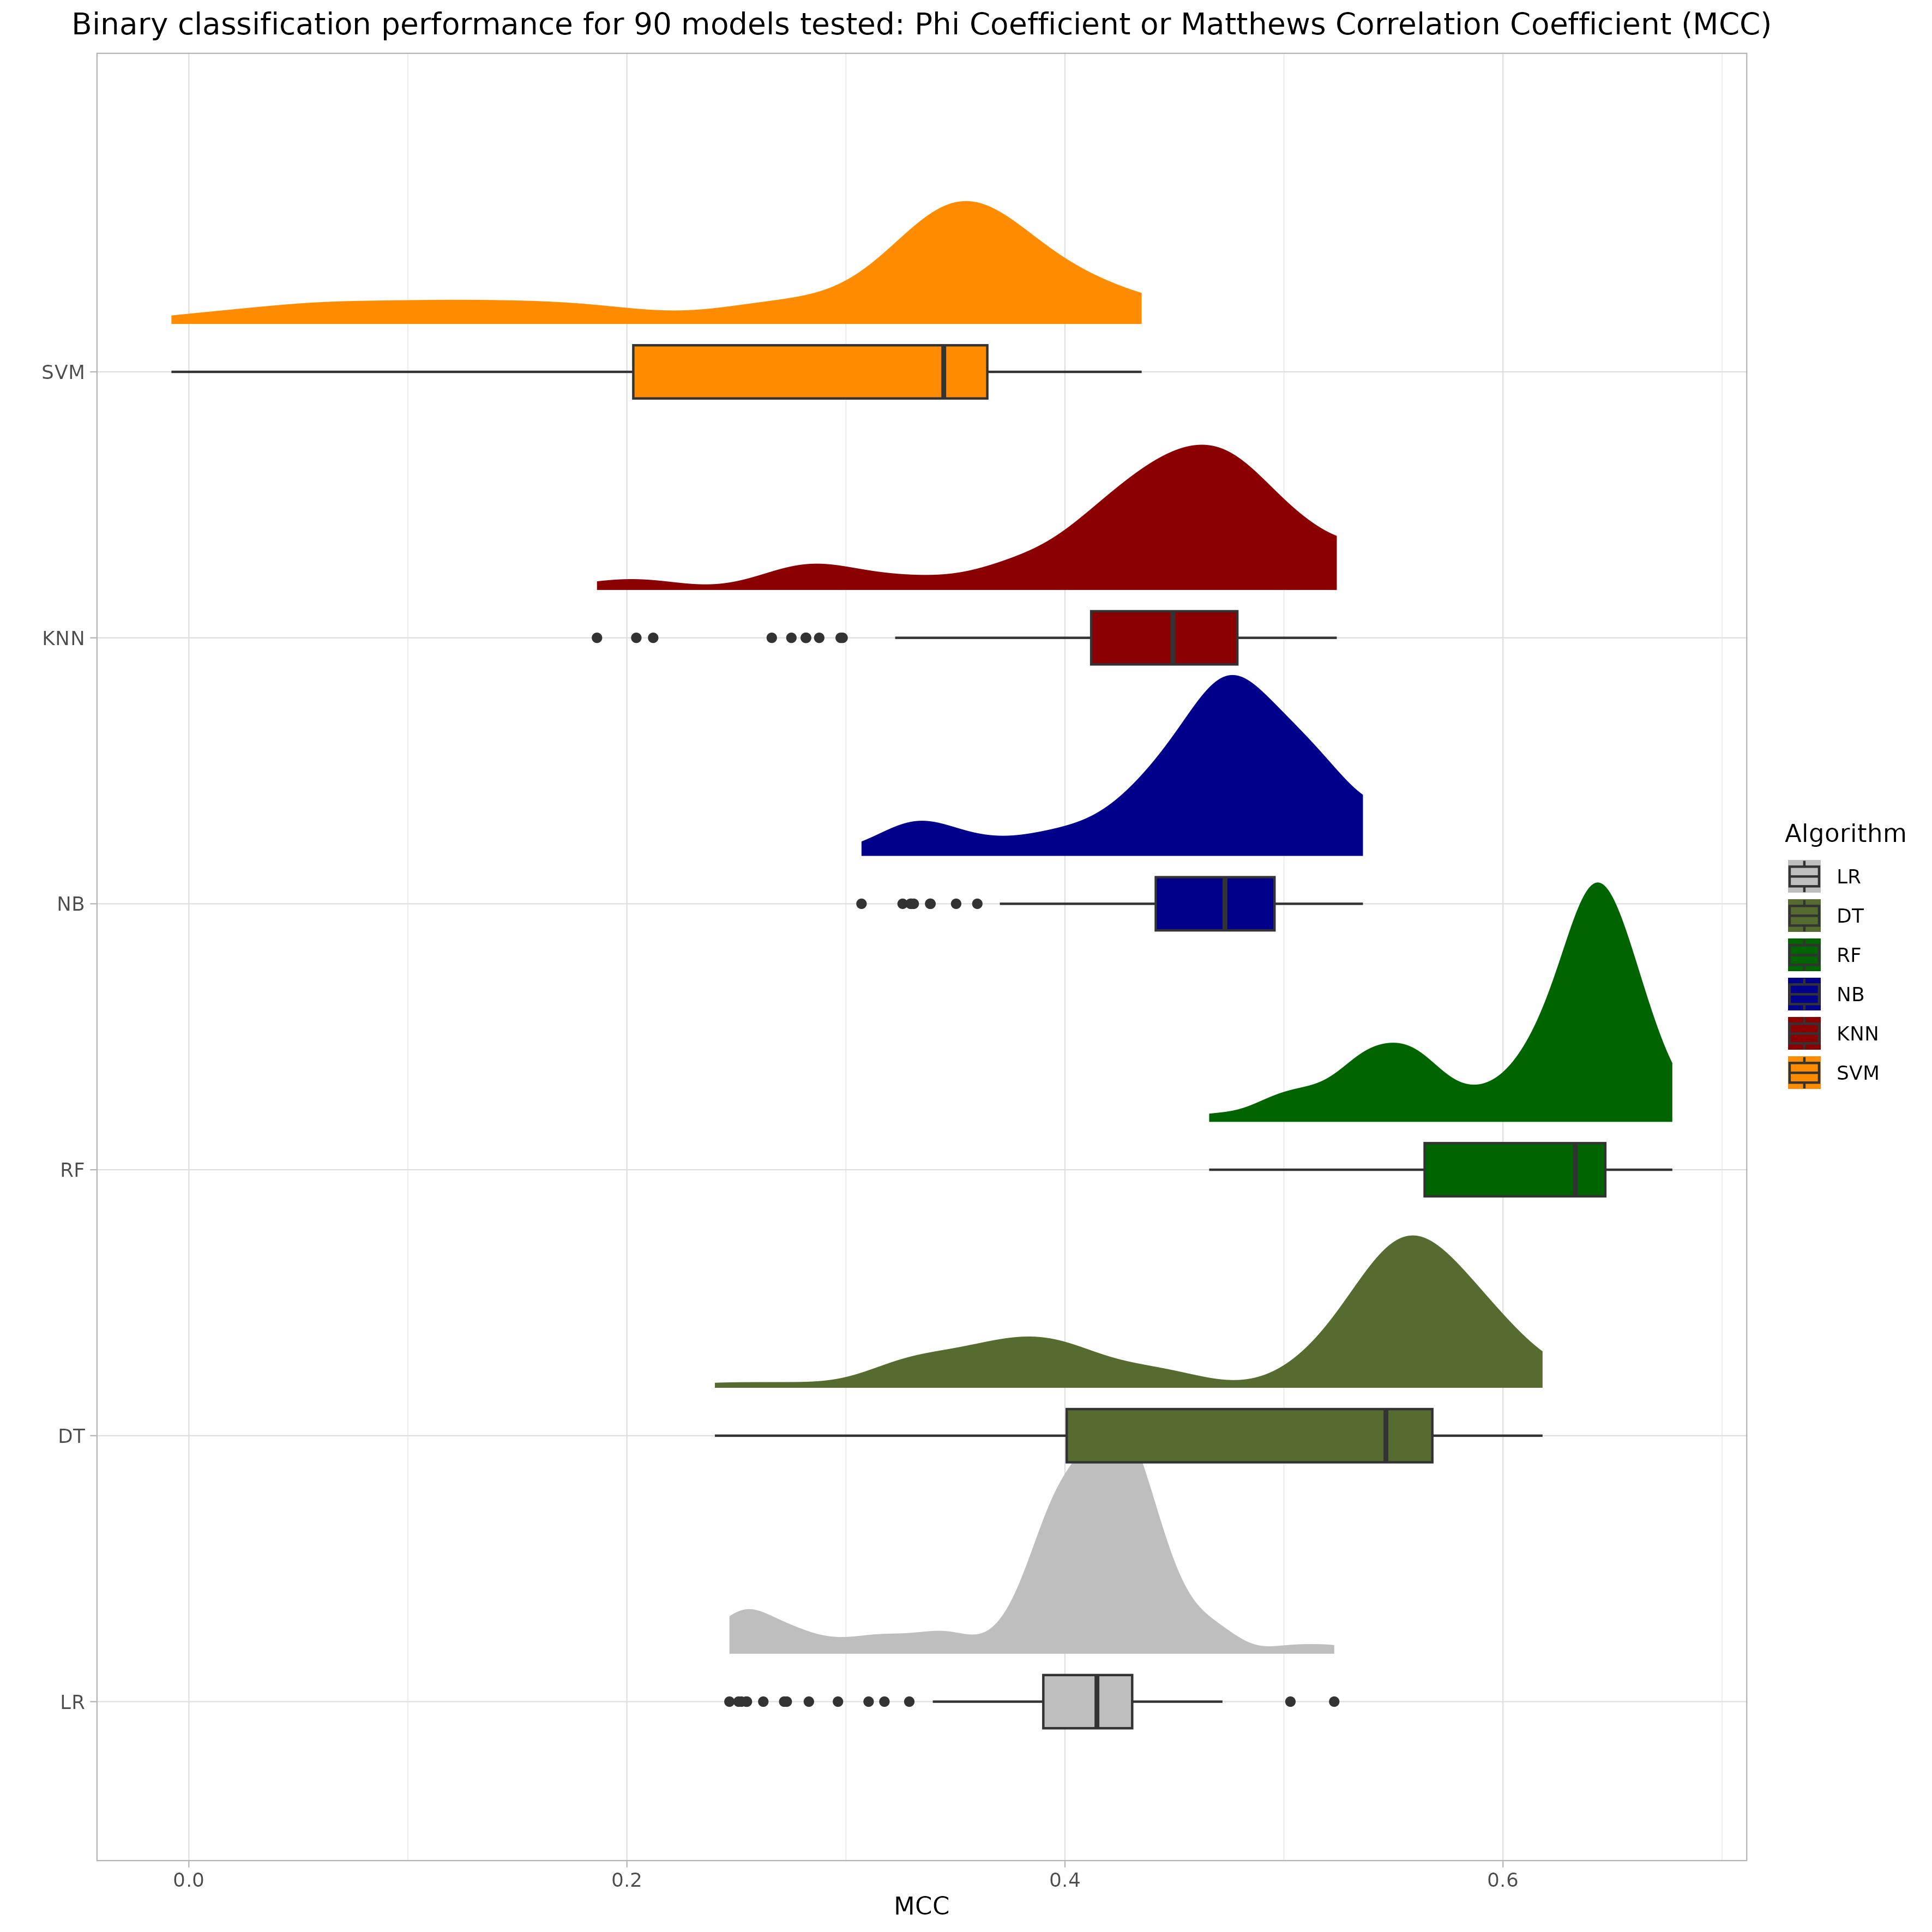 Binary classification performance for 90 models tested: Phi Coefficient or Matthews Correlation Coefficient (MCC)
SVM
KNN
NB
RF
DT
LR
0.0 0.2 0.4 0.6
MCC
Algorithm
LR
DT
RF
NB
KNN
SVM